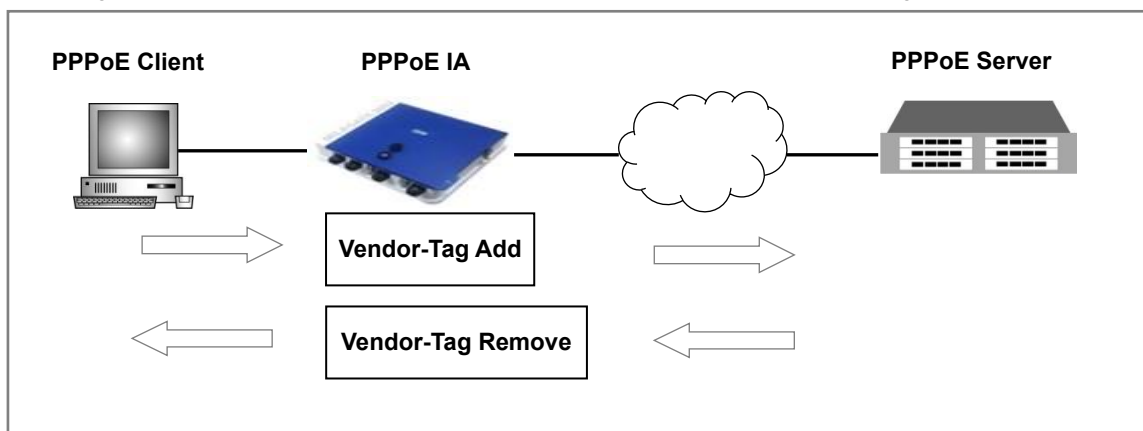 PPPoE Client
PPPoE IA
PPPoE Server
Vendor-Tag Add
Vendor-Tag Remove